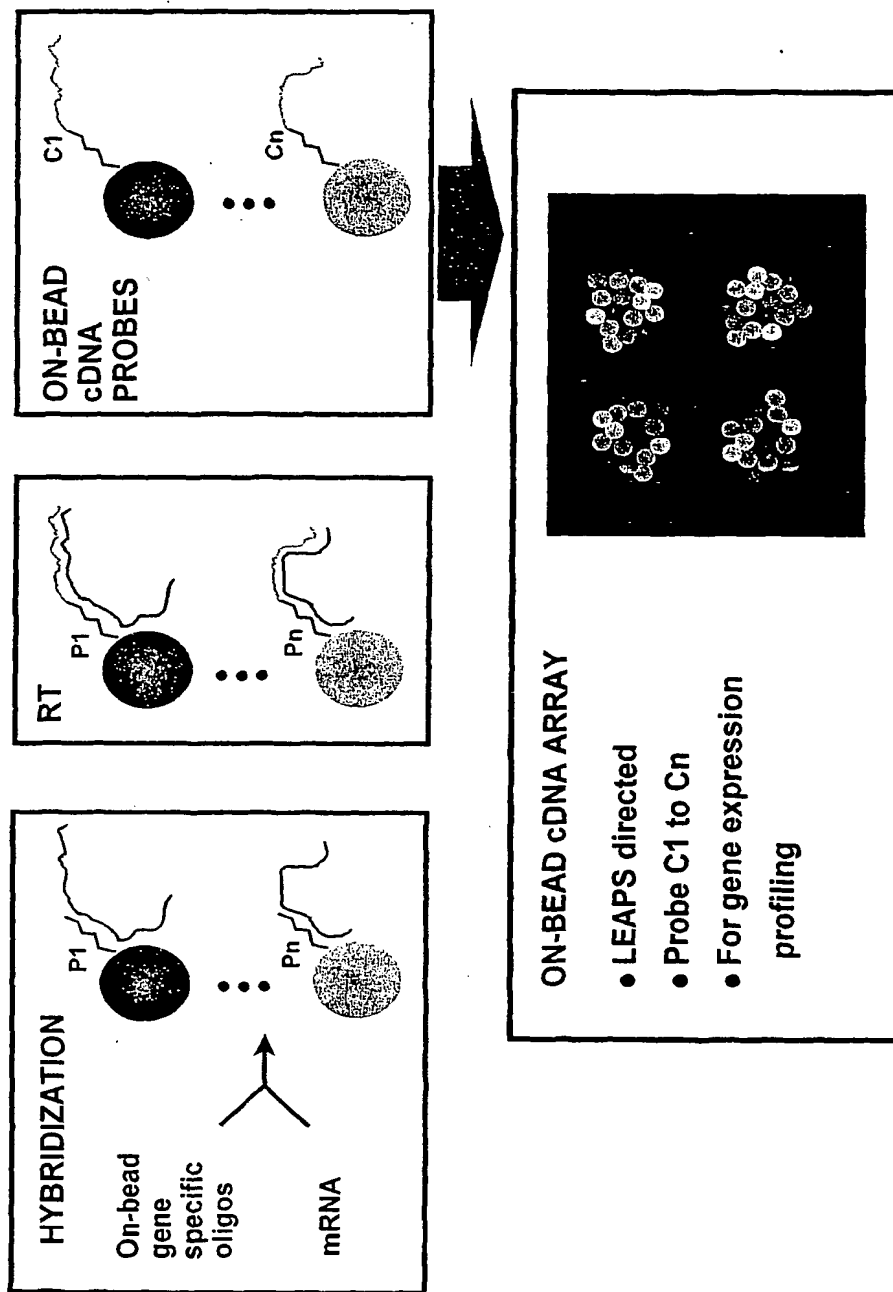 HYBRIDIZATION
On-bead
gene
specific
oligos
mRNA
P1
Pn
RT
P1
Pn
ON-BEAD
cDNA
PROBES
C1
Cn
ON-BEAD cDNA ARRAY
• LEAPS directed
• Probe C1 to Cn
• For gene expression
profiling